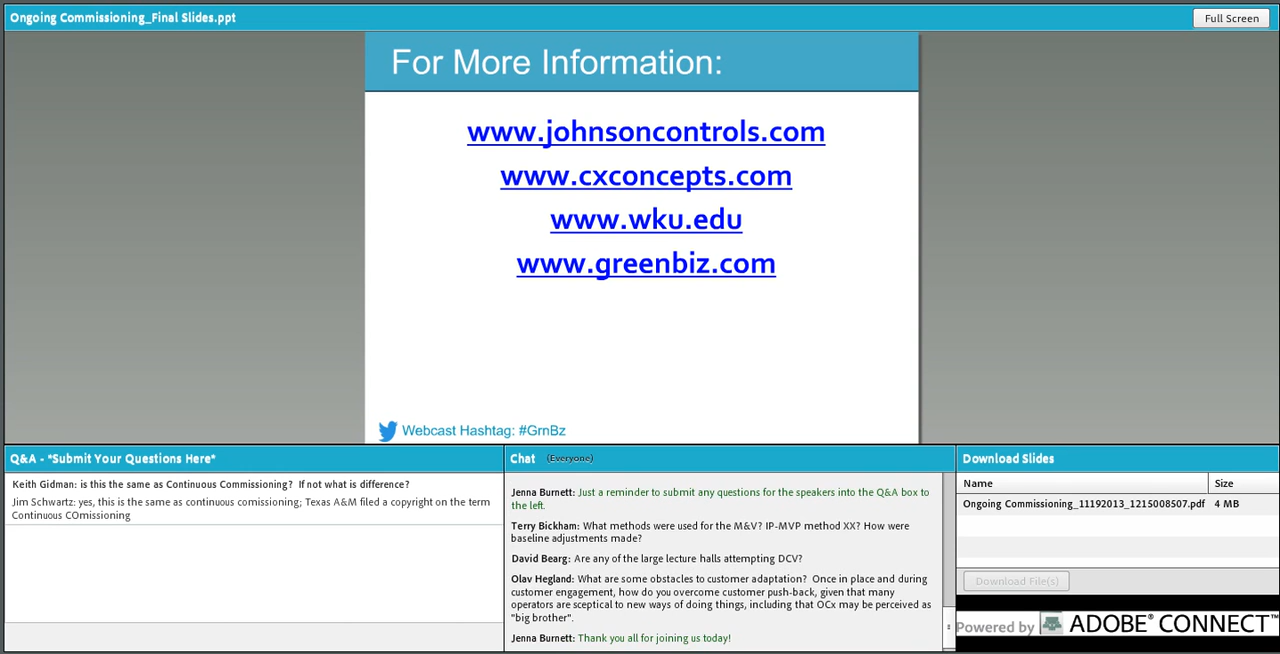 Ongoing Commissioning_Final Slides.ppt
Full Screen
For More Information:
www.johnsoncontrols.com
www.cxconcepts.com
www.wku.edu
www.greenbiz.com
Webcast Hashtag: #GrnBz
Q&A - *Submit Your Questions Here*
Keith Gidman: is this the same as Continuous Commissioning? If not what is difference?
Jim Schwartz: yes, this is the same as continuous comissioning; Texas A&M filed a copyright on the term
Continuous COmissioning
Chat (Everyone)
Jenna Burnett: Just a reminder to submit any questions for the speakers into the Q&A box to
the left.
Terry Bickham: What methods were used for the M&V? IP-MVP method XX? How were
baseline adjustments made?
David Bearg: Are any of the large lecture halls attempting DCV?
Olav Hegland: What are some obstacles to customer adaptation? Once in place and during
customer engagement, how do you overcome customer push-back, given that many
operators are sceptical to new ways of doing things, including that OCx may be perceived as
"big brother".
Jenna Burnett: Thank you all for joining us today!
Download Slides
Name Size
Ongoing Commissioning_11192013_1215008507.pdf 4 MB
Download File(s)
Powered by ADOBE® CONNECT™